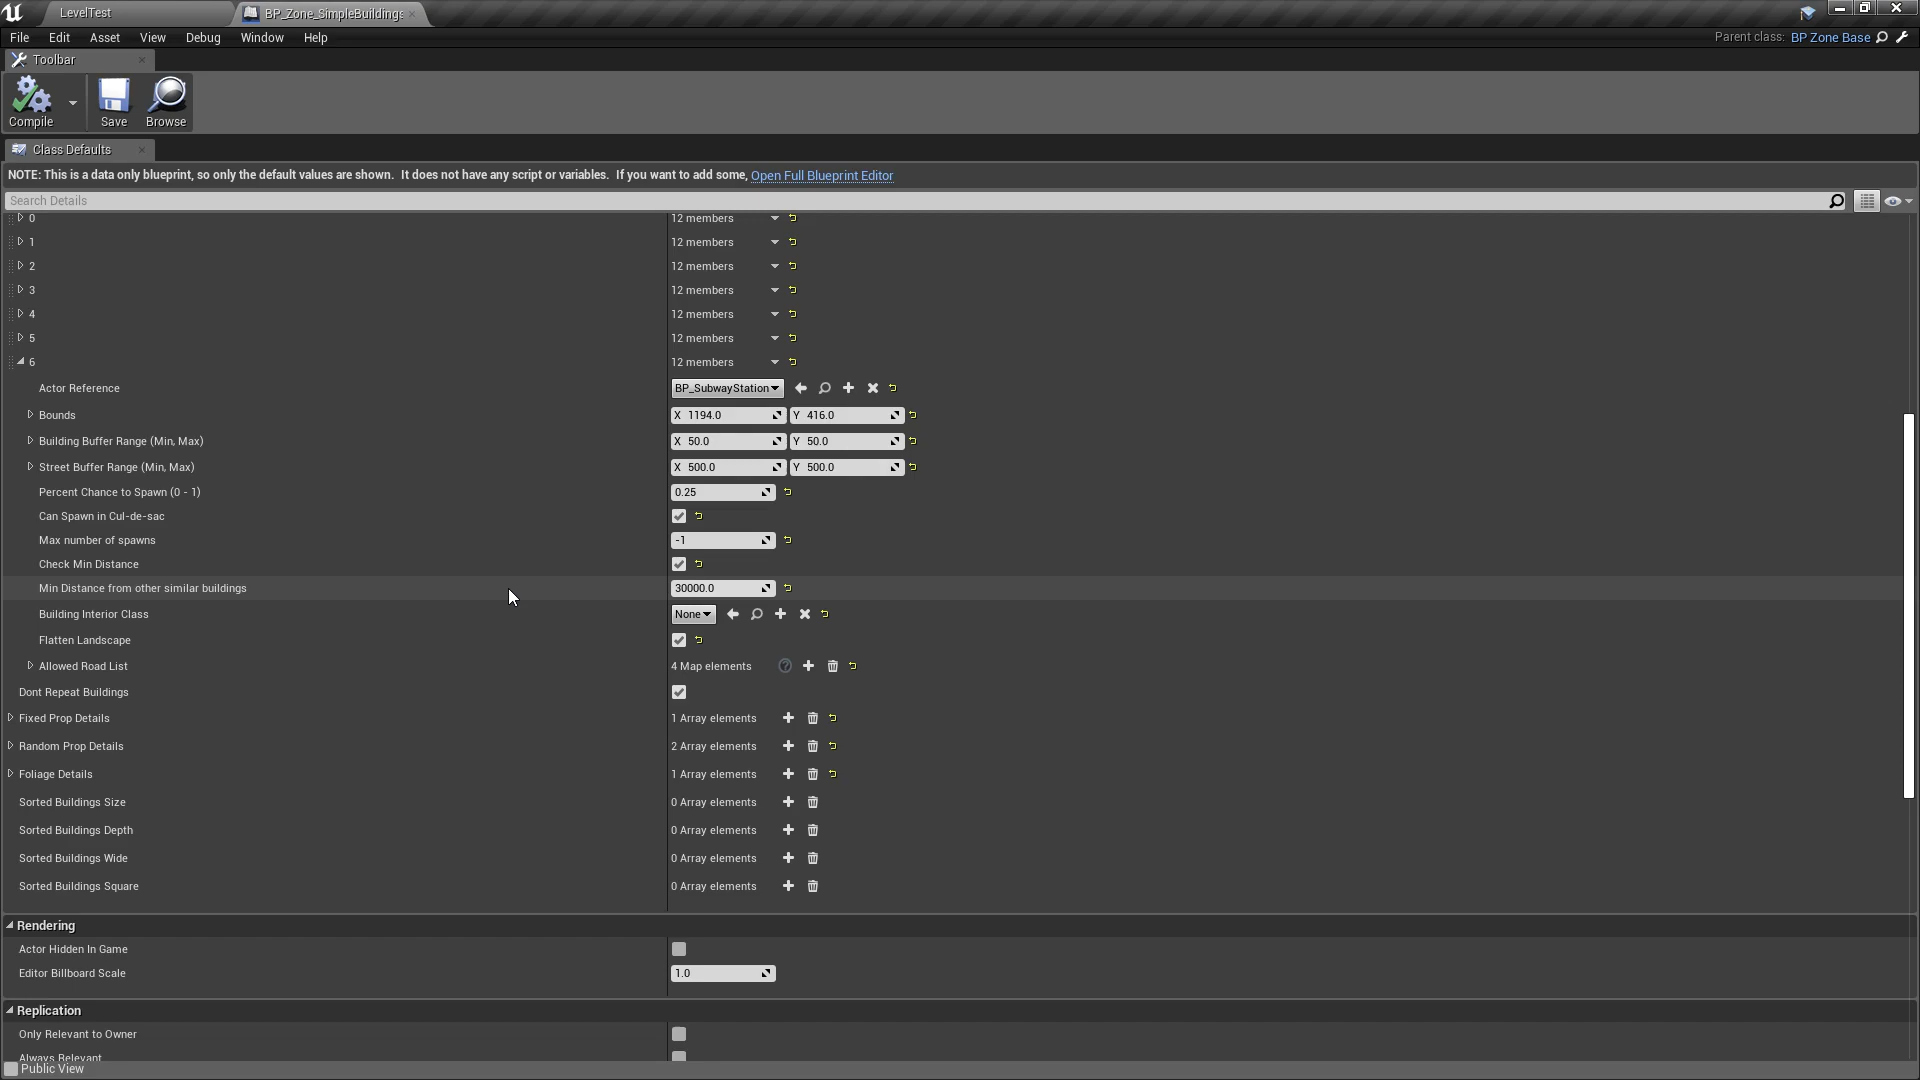 LevelTest
BP_Zone_SimpleBuildings
File Edit Asset View Debug Window Help
Parent class: BP Zone Base
Toolbar
Compile Save Browse
Class Defaults
NOTE: This is a data only blueprint, so only the default values are shown. It does not have any script or variables. If you want to add some, Open Full Blueprint Editor
Search Details
0 12 members
1 12 members
2 12 members
3 12 members
4 12 members
5 12 members
6 12 members
Actor Reference BP_SubwayStation
Bounds X 1194.0 Y 416.0
Building Buffer Range (Min, Max) X 50.0 Y 50.0
Street Buffer Range (Min, Max) X 500.0 Y 500.0
Percent Chance to Spawn (0 - 1) 0.25
Can Spawn in Cul-de-sac
Max number of spawns -1
Check Min Distance
Min Distance from other similar buildings 30000.0
Building Interior Class None
Flatten Landscape
Allowed Road List 4 Map elements
Dont Repeat Buildings
Fixed Prop Details 1 Array elements
Random Prop Details 2 Array elements
Foliage Details 1 Array elements
Sorted Buildings Size 0 Array elements
Sorted Buildings Depth 0 Array elements
Sorted Buildings Wide 0 Array elements
Sorted Buildings Square 0 Array elements
Rendering
Actor Hidden In Game
Editor Billboard Scale 1.0
Replication
Only Relevant to Owner
Always Relevant
Public View